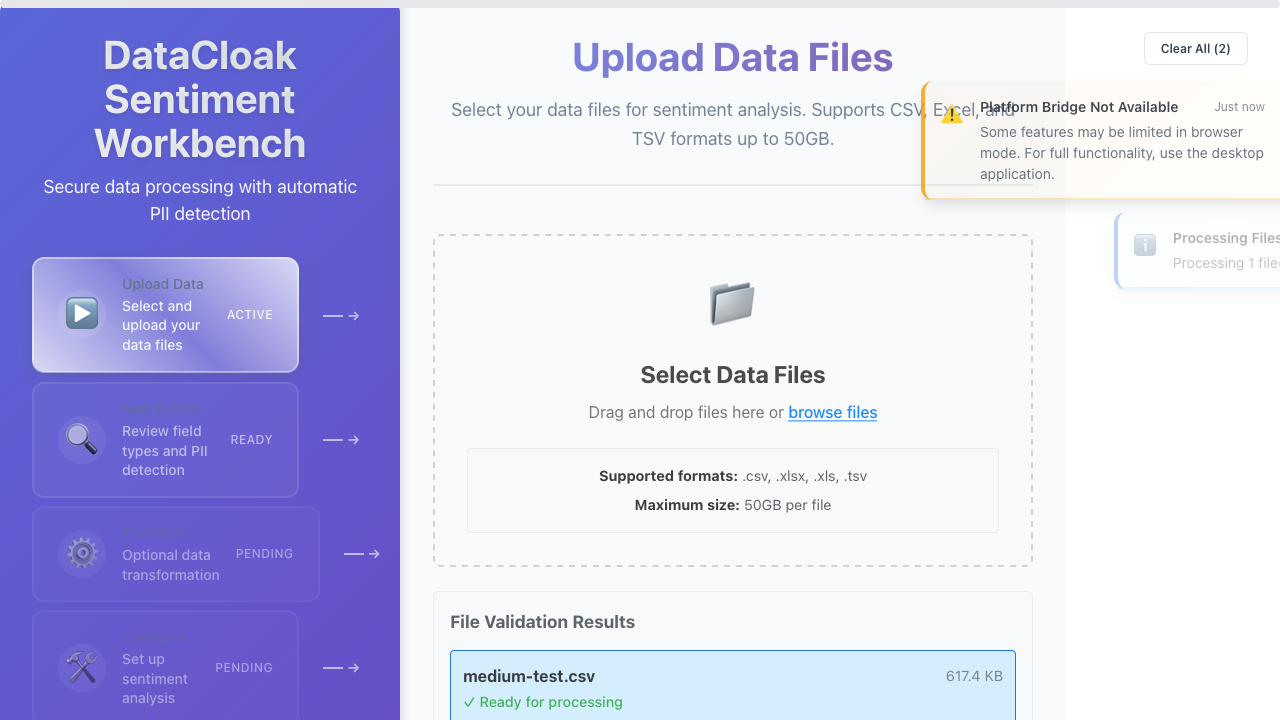 DataCloak
Sentiment
Workbench
Secure data processing with automatic
PII detection
Upload Data
Select and
upload your
data files
ACTIVE
Review field
types and PII
detection
READY
Optional data
transformation
PENDING
Set up
sentiment
analysis
PENDING
Upload Data Files
Select your data files for sentiment analysis. Supports CSV, Excel, and
TSV formats up to 50GB.
Select Data Files
Drag and drop files here or browse files
Supported formats: .csv, .xlsx, .xls, .tsv
Maximum size: 50GB per file
File Validation Results
medium-test.csv
617.4 KB
✓ Ready for processing
Clear All (2)
Platform Bridge Not Available
Just now
Some features may be limited in browser
mode. For full functionality, use the desktop
application.
Processing Files
Processing 1 file